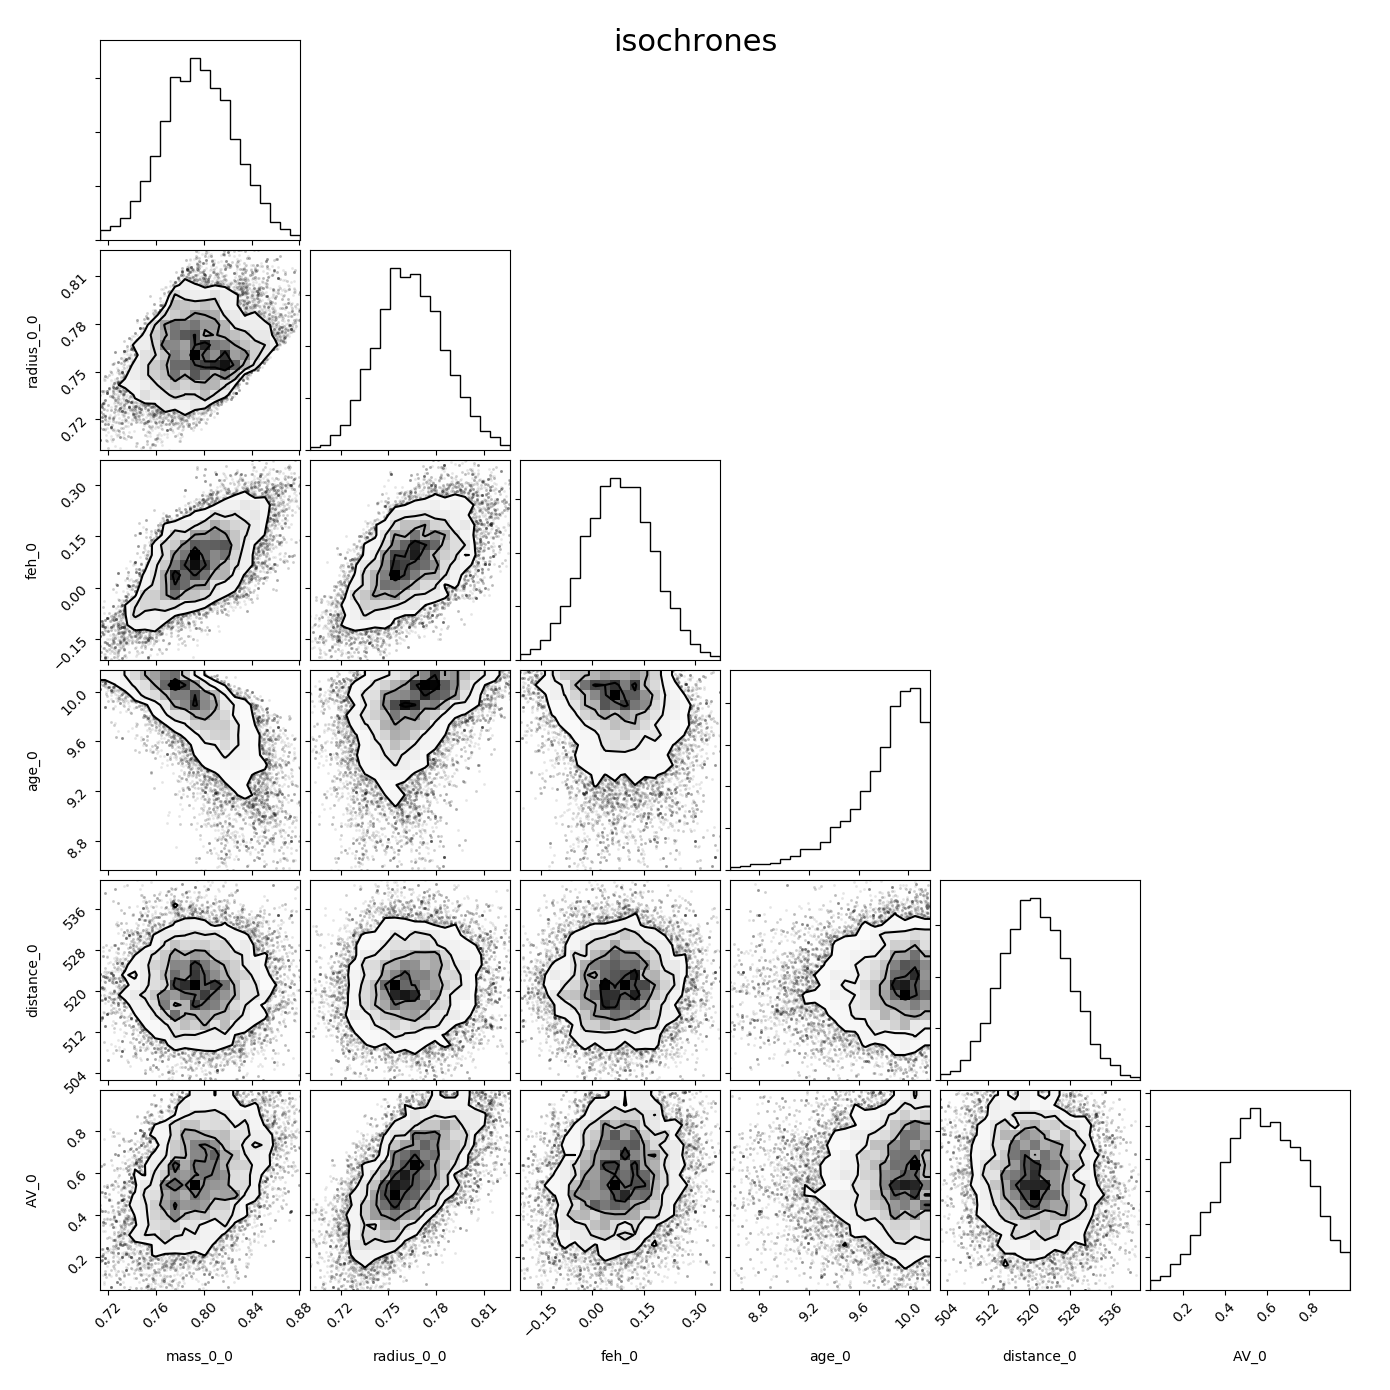 isochrones
radius_0_0
0.81
0.78
0.75
0.72
feh_0
0.30
0.15
0.00
−0.15
age_0
10.0
9.6
9.2
8.8
distance_0
536
528
520
512
504
AV_0
0.8
0.6
0.4
0.2
0.72 0.76 0.80 0.84 0.88 0.72 0.75 0.78 0.81 −0.15 0.00 0.15 0.30 8.8 9.2 9.6 10.0 504 512 520 528 536 0.2 0.4 0.6 0.8
mass_0_0 radius_0_0 feh_0 age_0 distance_0 AV_0